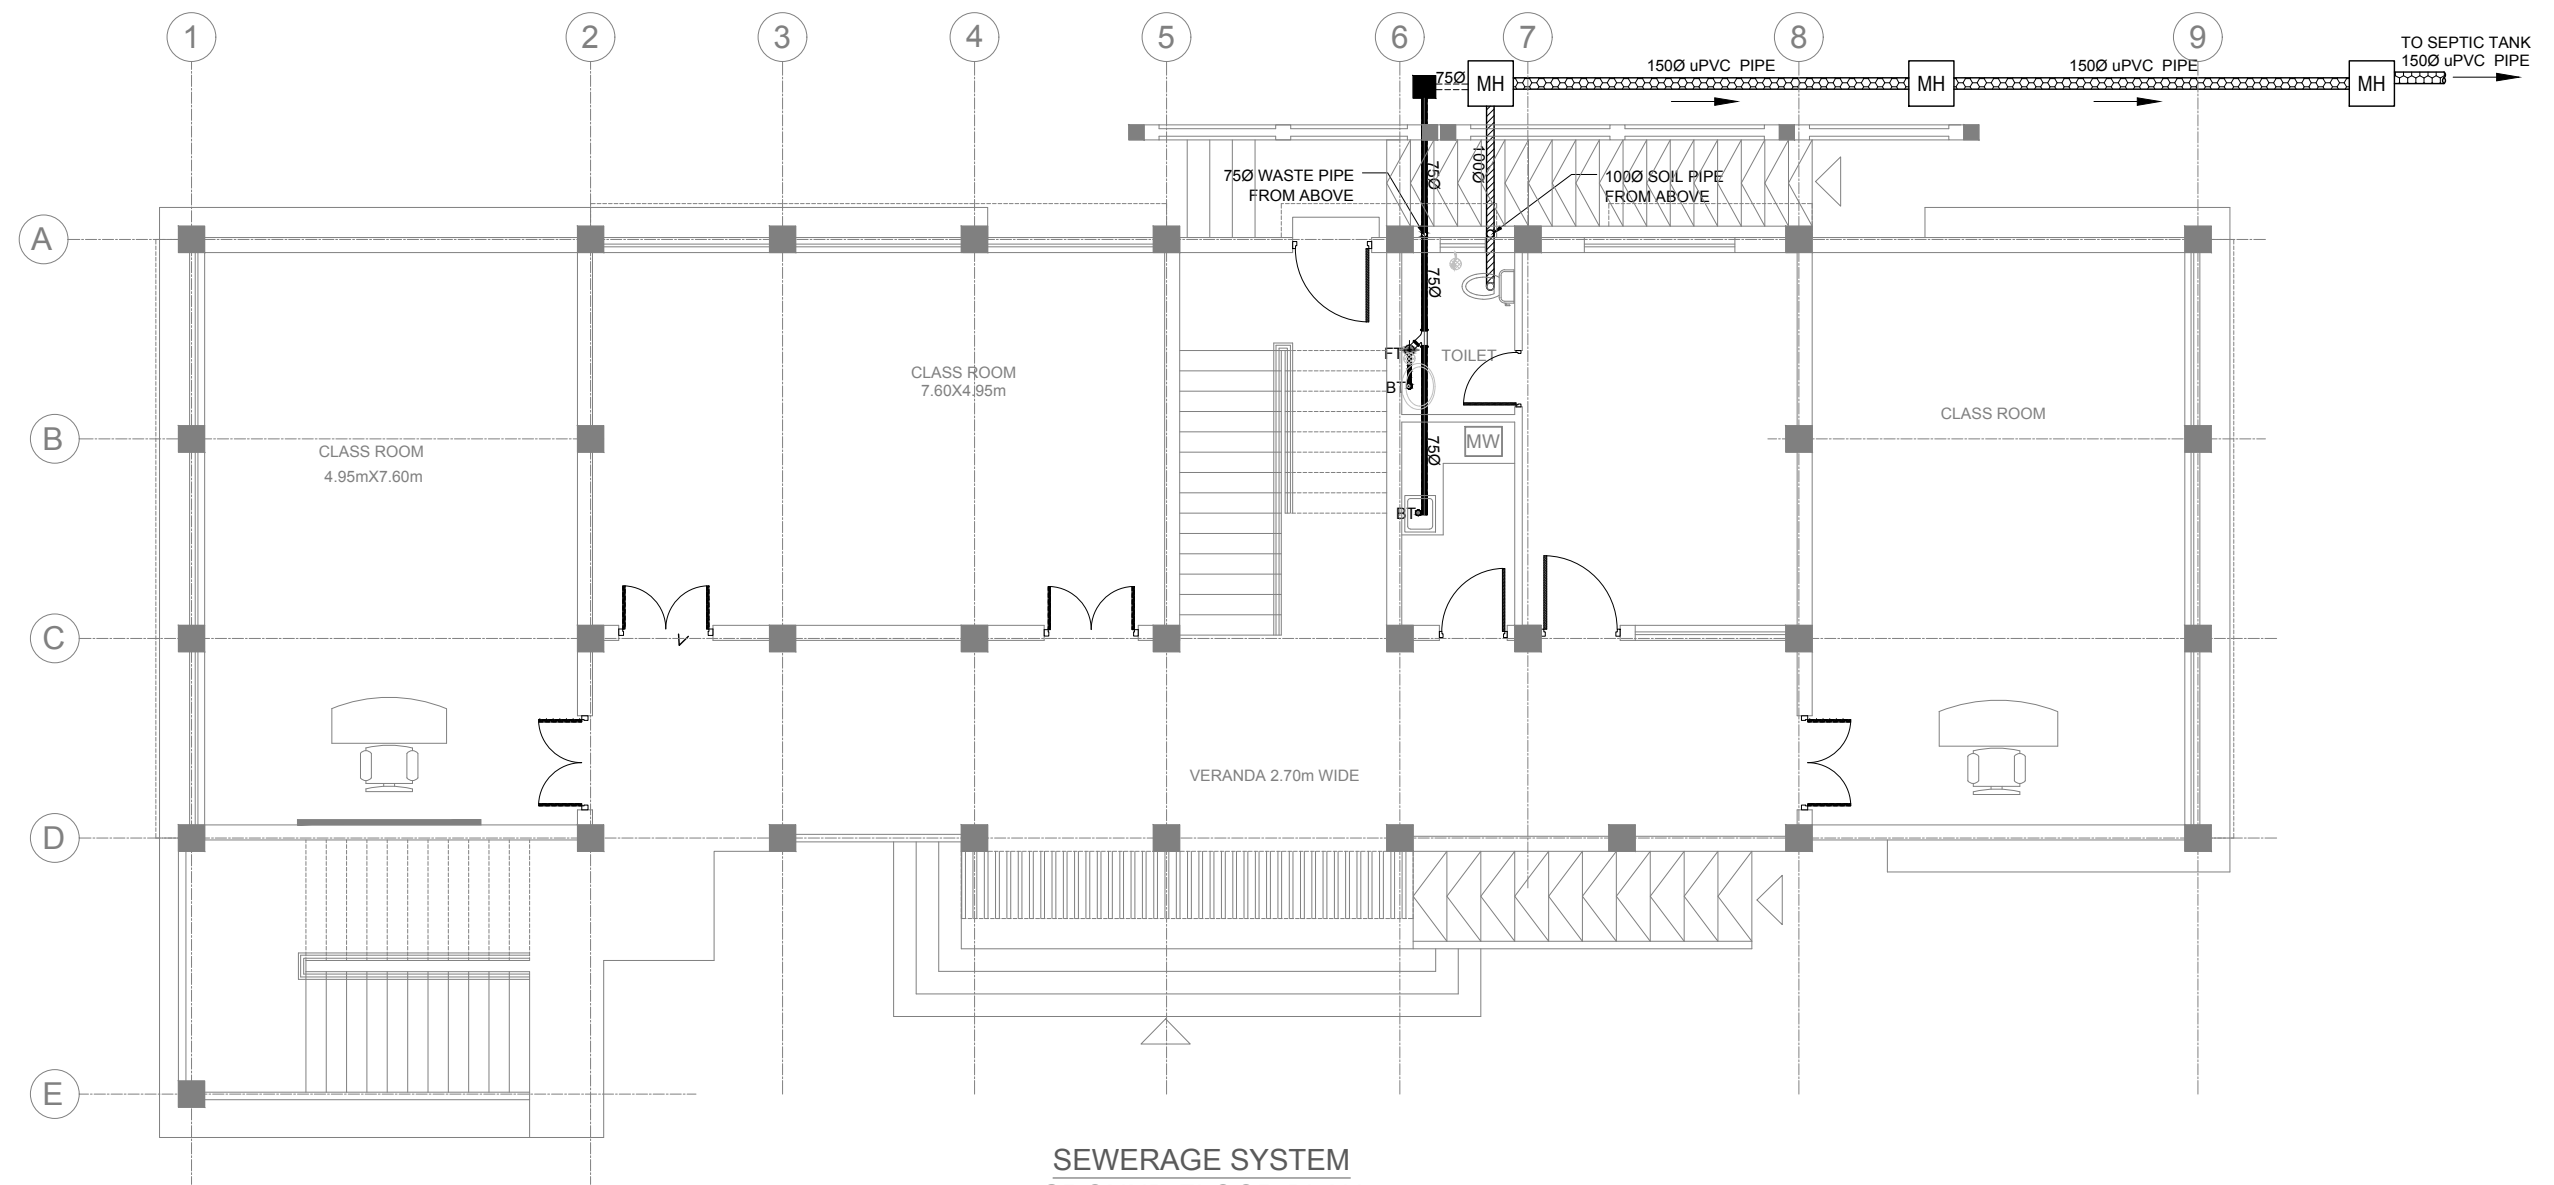 1 2 3 4 5 6 7 8 9
TO SEPTIC TANK
150Ø uPVC PIPE
150Ø uPVC PIPE
150Ø uPVC PIPE
75Ø
MH
MH
MH
100Ø
75Ø
75Ø WASTE PIPE
FROM ABOVE
100Ø SOIL PIPE
FROM ABOVE
A
75Ø
FT
TOILET
BT
CLASS ROOM
7.60X4.95m
CLASS ROOM
B
MW
75Ø
CLASS ROOM
4.95mX7.60m
BT
C
VERANDA 2.70m WIDE
D
E
SEWERAGE SYSTEM